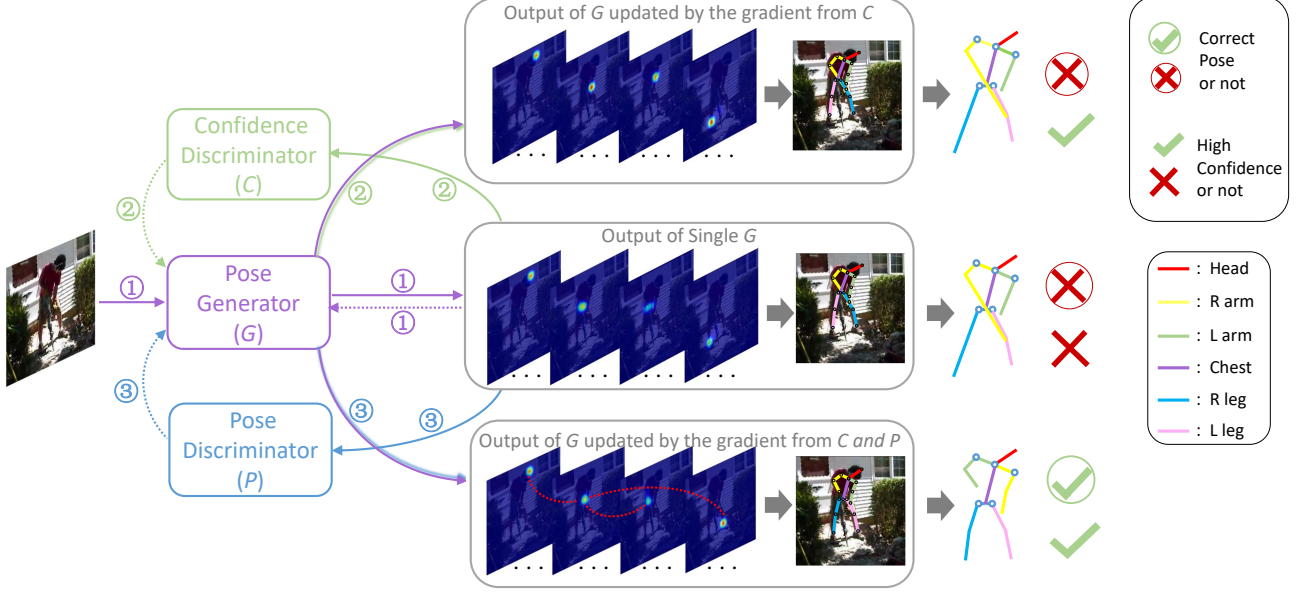 Output of G updated by the gradient from C
. . .
. . .
. . .
. . .
Correct
Pose
or not
High
Confidence
or not
Confidence
Discriminator
(C)
②
②
②
Output of Single G
①
Pose
Generator
(G)
①
①
. . .
. . .
. . .
. . .
: Head
: R arm
: L arm
: Chest
: R leg
: L leg
③
③
③
Pose
Discriminator
(P)
Output of G updated by the gradient from C and P
. . .
. . .
. . .
. . .